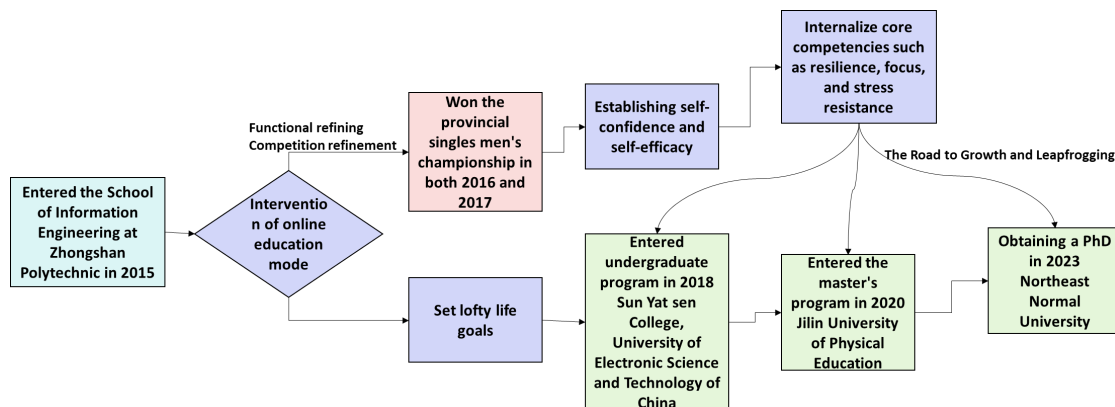 Entered the School
of Information
Engineering at
Zhongshan
Polytechnic in 2015
Interventio
n of online
education
mode
Functional refining
Competition refinement
Won the
provincial
singles men's
championship in
both 2016 and
2017
Establishing self-
confidence and
self-efficacy
Internalize core
competencies such
as resilience, focus,
and stress
resistance
The Road to Growth and Leapfrogging
Set lofty life
goals
Entered
undergraduate
program in 2018
Sun Yat sen
College,
University of
Electronic Science
and Technology of
China
Entered the
master's
program in 2020
Jilin University
of Physical
Education
Obtaining a PhD
in 2023
Northeast
Normal
University